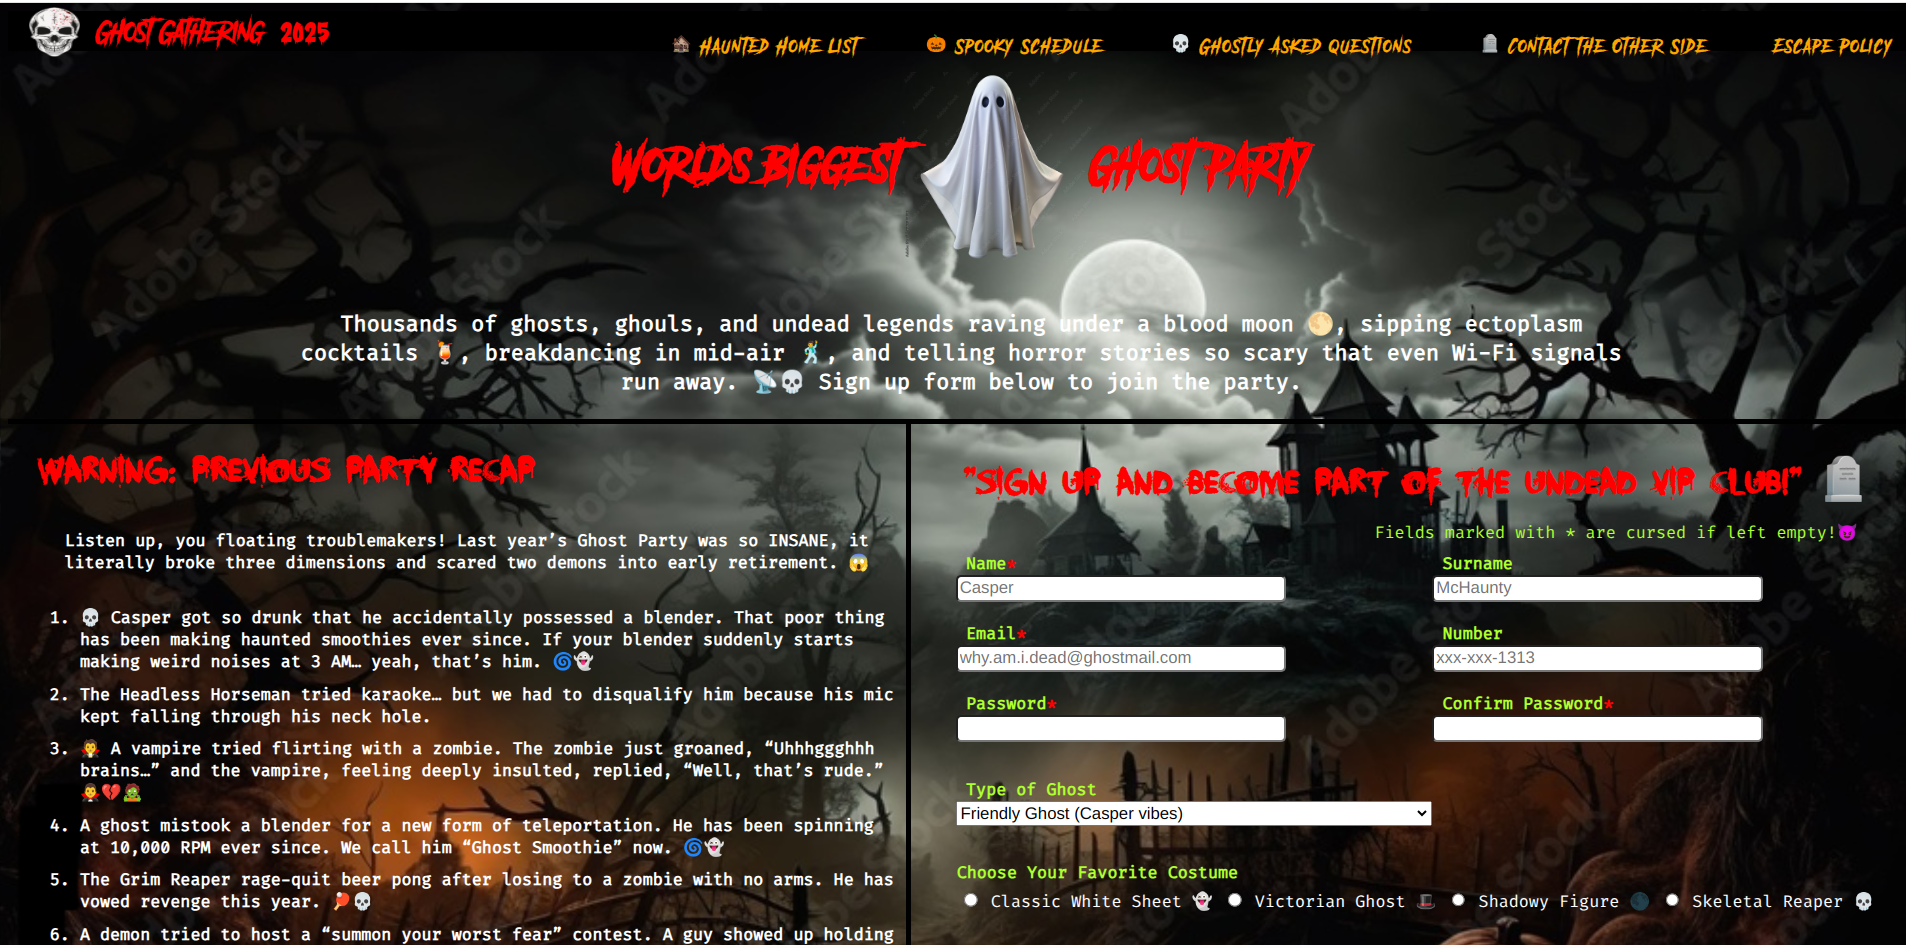 GHOST GATHERING 2025
🏚️ HAUNTED HOME LIST
🎃 SPOOKY SCHEDULE
💀 GHOSTLY ASKED QUESTIONS
🪦 CONTACT THE OTHER SIDE
ESCAPE POLICY
WORLDS BIGGEST GHOST PARTY
Thousands of ghosts, ghouls, and undead legends raving under a blood moon 🌕, sipping ectoplasm
cocktails 🍹, breakdancing in mid-air 🕺, and telling horror stories so scary that even Wi-Fi signals
run away. 📡💀 Sign up form below to join the party.
WARNING: PREVIOUS PARTY RECAP
Listen up, you floating troublemakers! Last year’s Ghost Party was so INSANE, it
literally broke three dimensions and scared two demons into early retirement. 😱
1. 💀 Casper got so drunk that he accidentally possessed a blender. That poor thing
has been making haunted smoothies ever since. If your blender suddenly starts
making weird noises at 3 AM… yeah, that’s him. 🌀👻
2. The Headless Horseman tried karaoke… but we had to disqualify him because his mic
kept falling through his neck hole.
3. 🧛 A vampire tried flirting with a zombie. The zombie just groaned, “Uhhhggghhh
brains…” and the vampire, feeling deeply insulted, replied, “Well, that’s rude.”
🧛💔🧟
4. A ghost mistook a blender for a new form of teleportation. He has been spinning
at 10,000 RPM ever since. We call him “Ghost Smoothie” now. 🌀👻
5. The Grim Reaper rage-quit beer pong after losing to a zombie with no arms. He has
vowed revenge this year. 🏓💀
6. A demon tried to host a “summon your worst fear” contest. A guy showed up holding
"SIGN UP AND BECOME PART OF THE UNDEAD VIP CLUB!" 🪦
Fields marked with * are cursed if left empty!😈
Name*
Casper
Surname
McHaunty
Email*
why.am.i.dead@ghostmail.com
Number
xxx-xxx-1313
Password*
Confirm Password*
Type of Ghost
Friendly Ghost (Casper vibes)
Choose Your Favorite Costume
Classic White Sheet 👻 Victorian Ghost 🎩 Shadowy Figure 🌑 Skeletal Reaper 💀
Adobe Stock